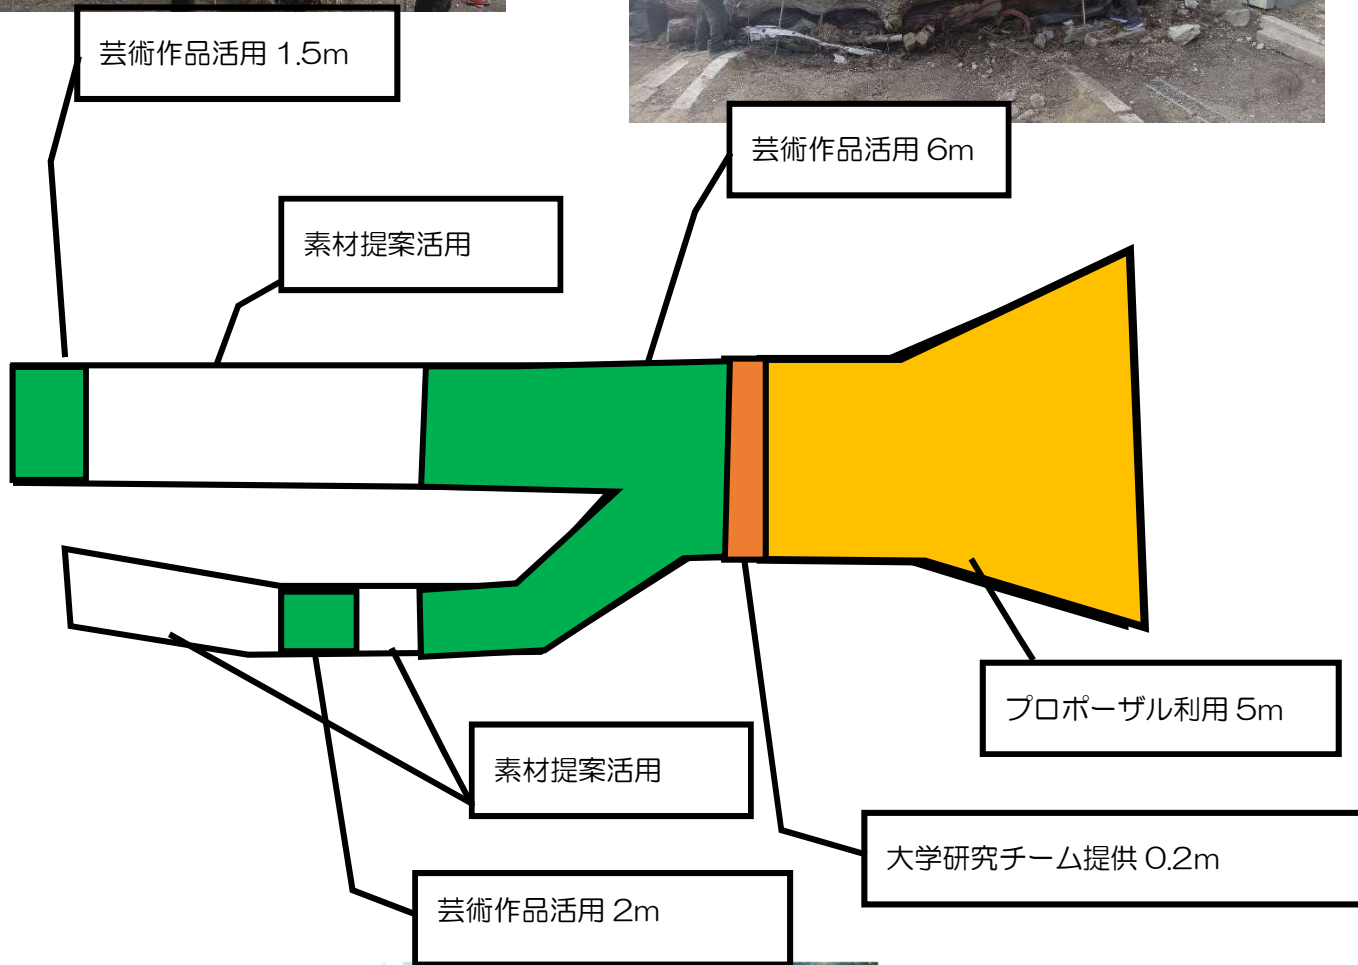 芸術作品活用 1.5m
芸術作品活用 6m
素材提案活用
プロポーザル利用 5m
素材提案活用
大学研究チーム提供 0.2m
芸術作品活用 2m